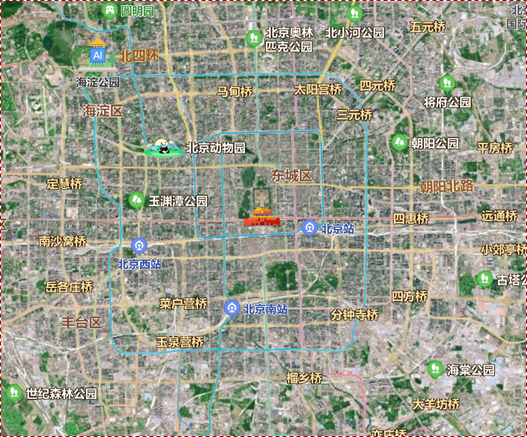 圆明园
北京奥林
匹克公园
北小河公园
五元桥
北四环
AI
海淀公园
马甸桥
太阳宫桥
四元桥
将府公园
海淀区
三元桥
北京动物园
朝阳公园
平房桥
定慧桥
东城区
朝阳北路
玉渊潭公园
四惠桥
远通桥
北京站
南沙窝桥
小郊亭桥
北京西站
古塔公
岳各庄桥
菜户营桥
四方桥
北京南站
分钟寺桥
丰台区
玉泉营桥
榴乡桥
海棠公园
世纪森林公园
大羊坊桥